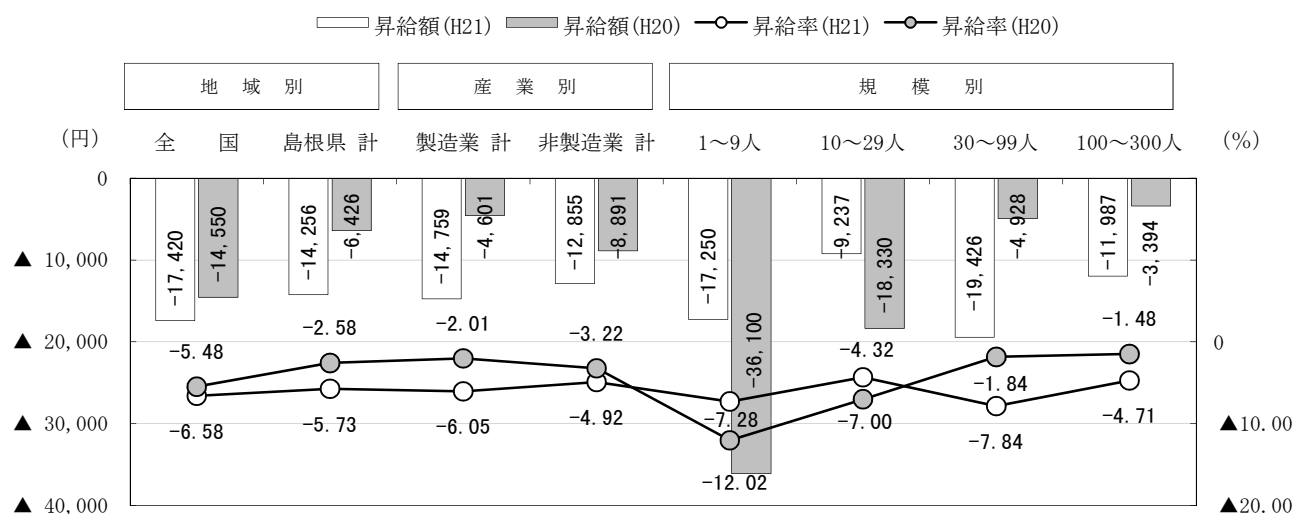 昇給額(H21) 昇給額(H20) 昇給率(H21) 昇給率(H20)
地 域 別 産 業 別 規 模 別
(円) 全 国 島根県 計 製造業 計 非製造業 計 1～9人 10～29人 30～99人 100～300人 (%)
0
▲ 10,000
▲ 20,000 0
▲ 30,000 ▲10.00
▲ 40,000 ▲20.00
-17,420 -14,550 -14,256 -6,426 -14,759 -4,601 -12,855 -8,891 -17,250 -36,100 -9,237 -18,330 -19,426 -4,928 -11,987 -3,394
-5.48 -2.58 -2.01 -3.22 -12.02 -7.00 -1.84 -1.48
-6.58 -5.73 -6.05 -4.92 -7.28 -4.32 -7.84 -4.71